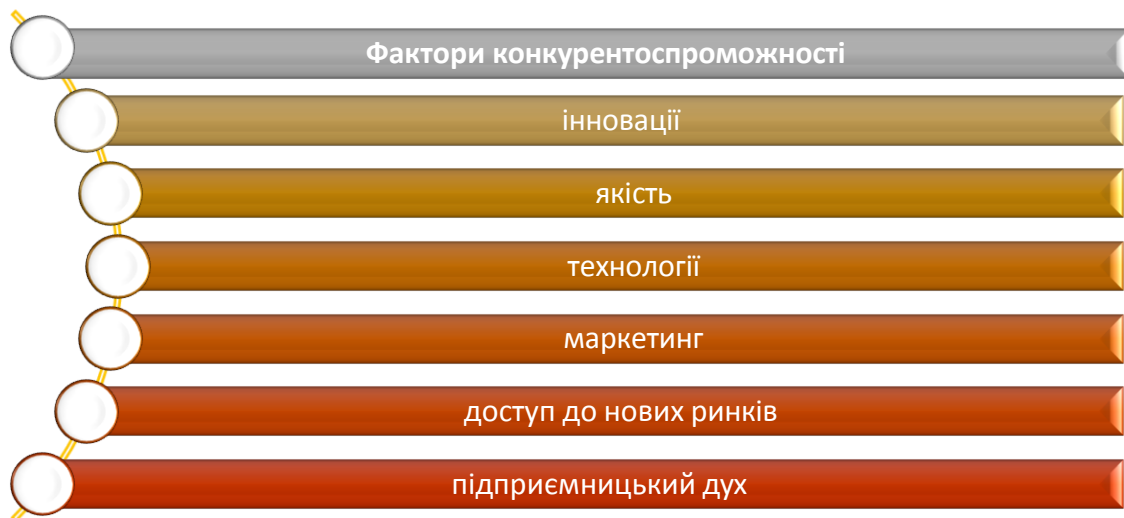 Фактори конкурентоспроможності
інновації
якість
технології
маркетинг
доступ до нових ринків
підприємницький дух